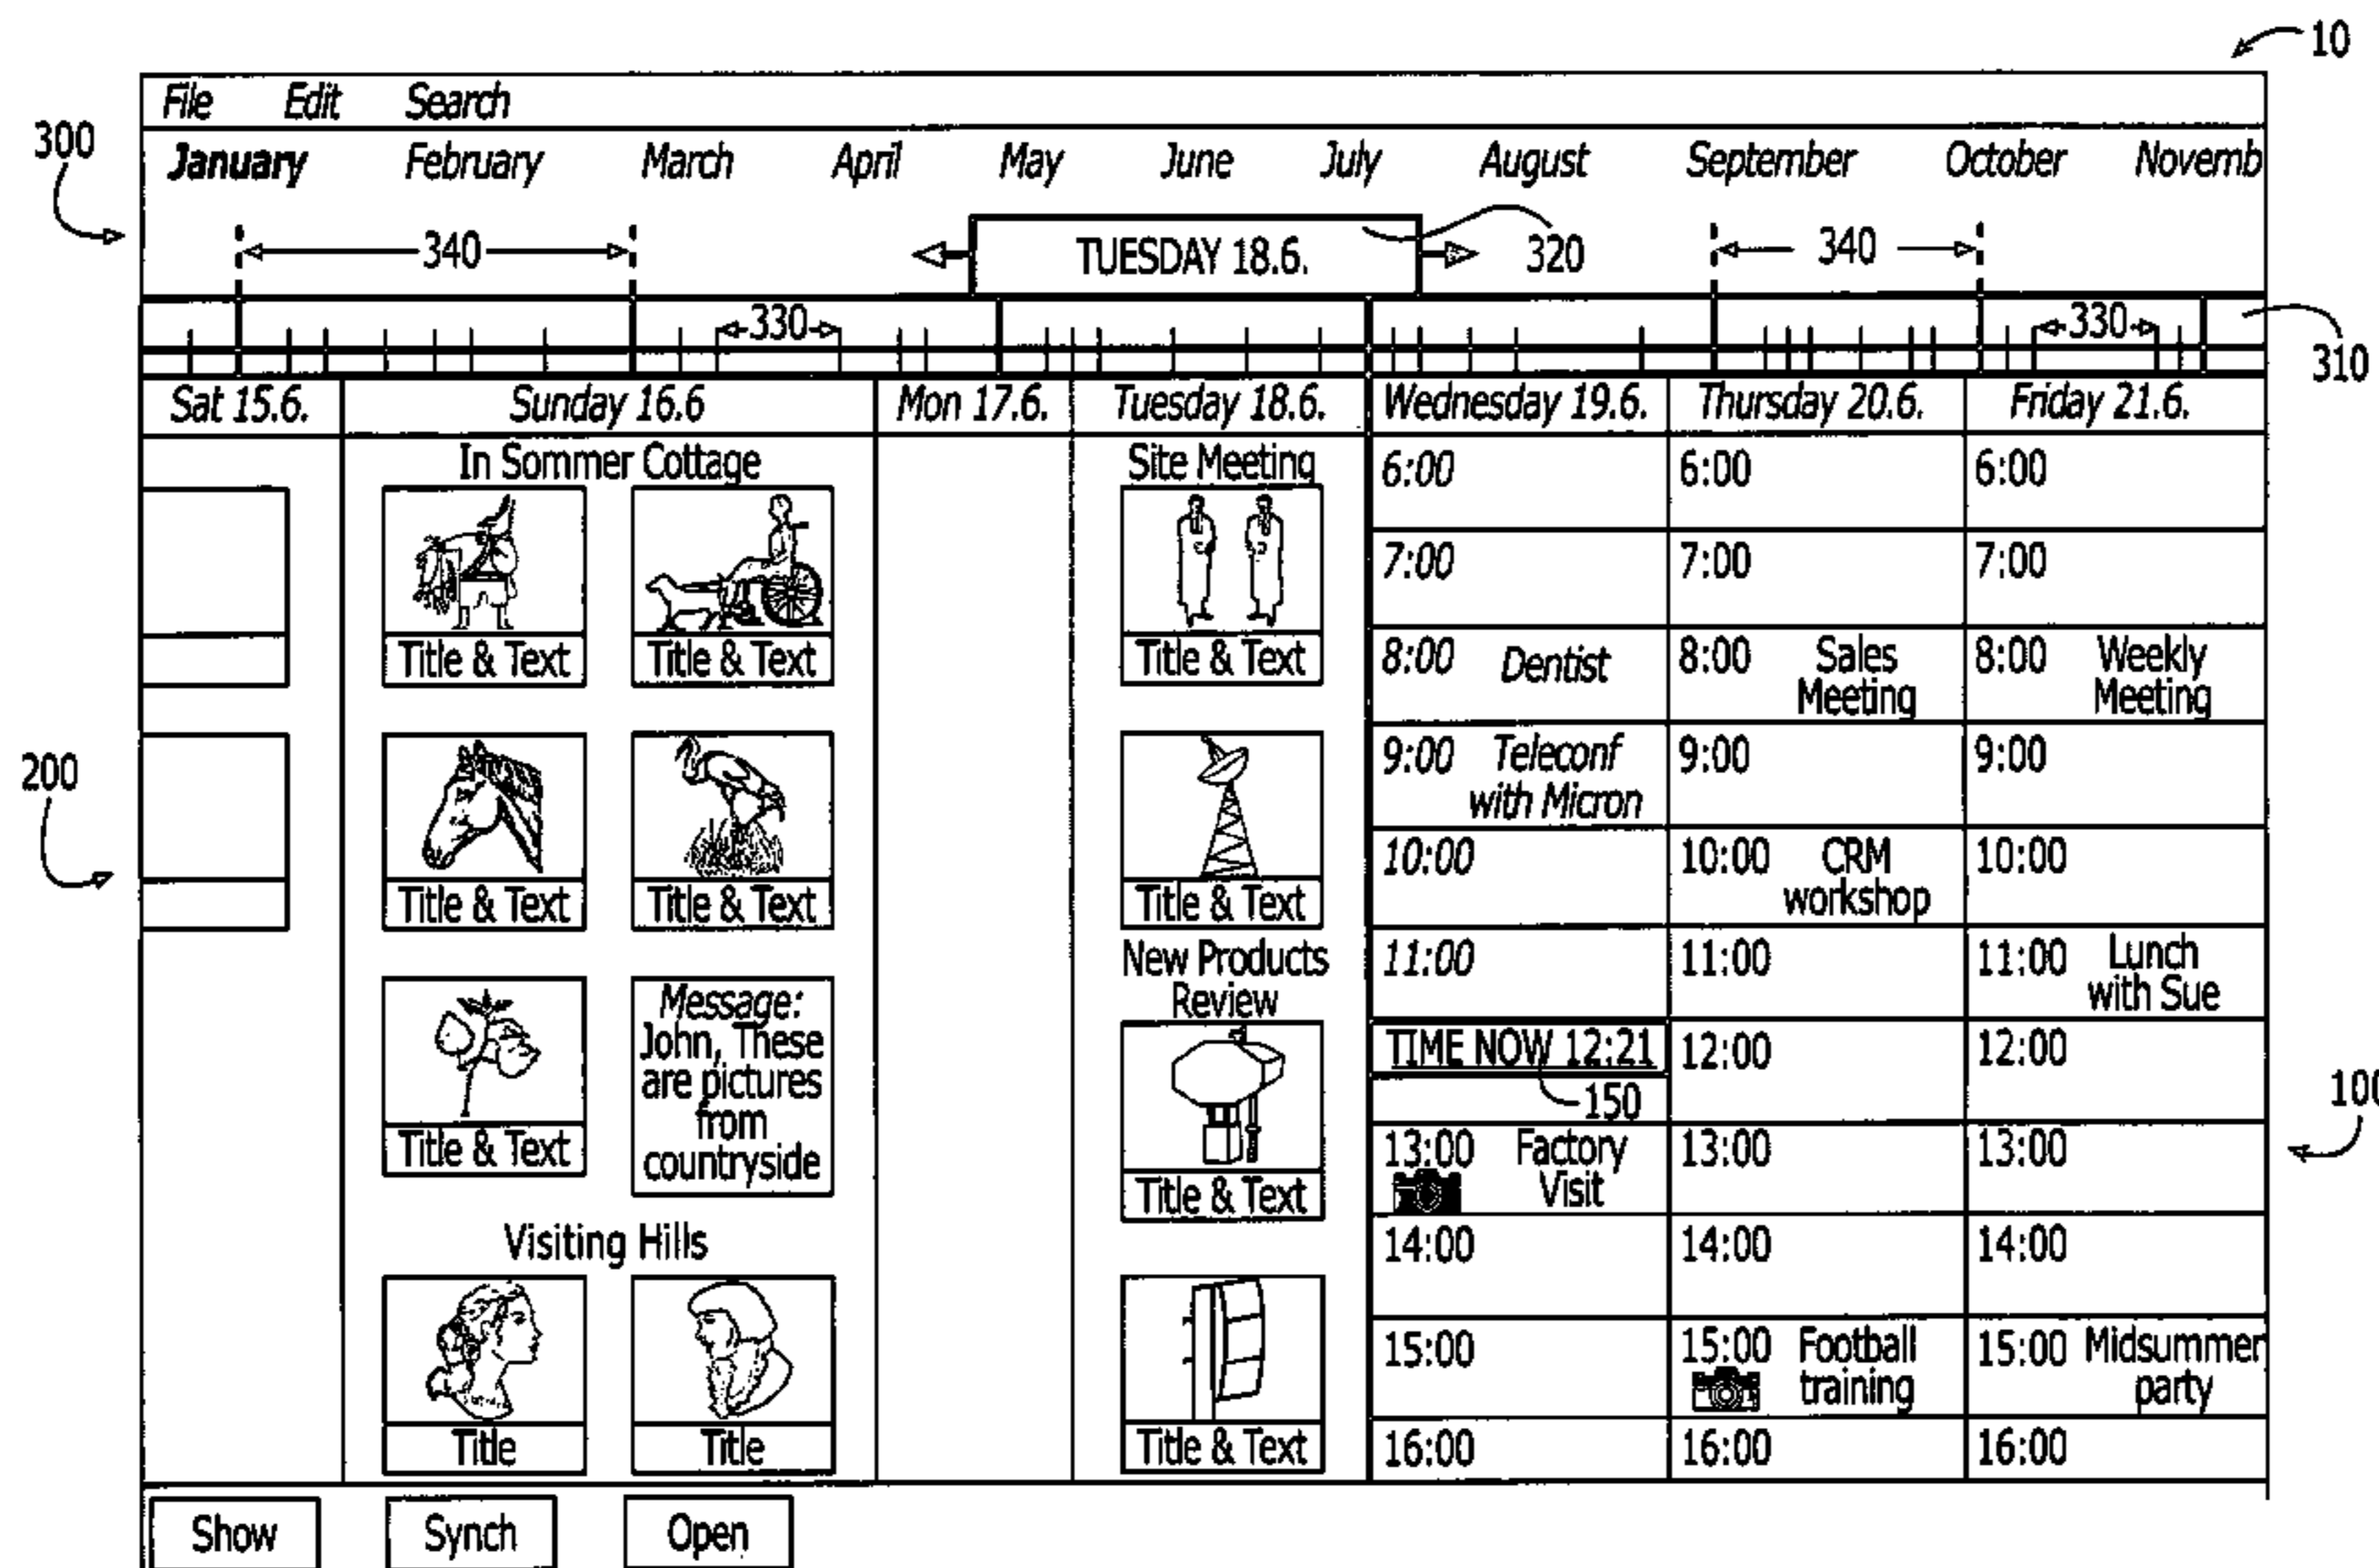 10
File Edit Search
300
January February March April May June July August September October Novemb
340 TUESDAY 18.6. 320 340
330 330
310
Sat 15.6. Sunday 16.6 Mon 17.6. Tuesday 18.6. Wednesday 19.6. Thursday 20.6. Friday 21.6.
In Sommer Cottage
Title & Text Title & Text
Title & Text Title & Text
Title & Text
Message:
John, These
are pictures
from
countryside
Visiting Hills
Title Title
Site Meeting
Title & Text
Title & Text
New Products
Review
Title & Text
Title & Text
6:00
7:00
8:00 Dentist
9:00 Teleconf
with Micron
10:00
11:00
TIME NOW 12:21
150
13:00 Factory
Visit
14:00
15:00
16:00
6:00
7:00
8:00 Sales
Meeting
9:00
10:00 CRM
workshop
11:00
12:00
13:00
14:00
15:00 Football
training
16:00
6:00
7:00
8:00 Weekly
Meeting
9:00
10:00
11:00 Lunch
with Sue
12:00
13:00
14:00
15:00 Midsummer
party
16:00
200
100
Show Synch Open